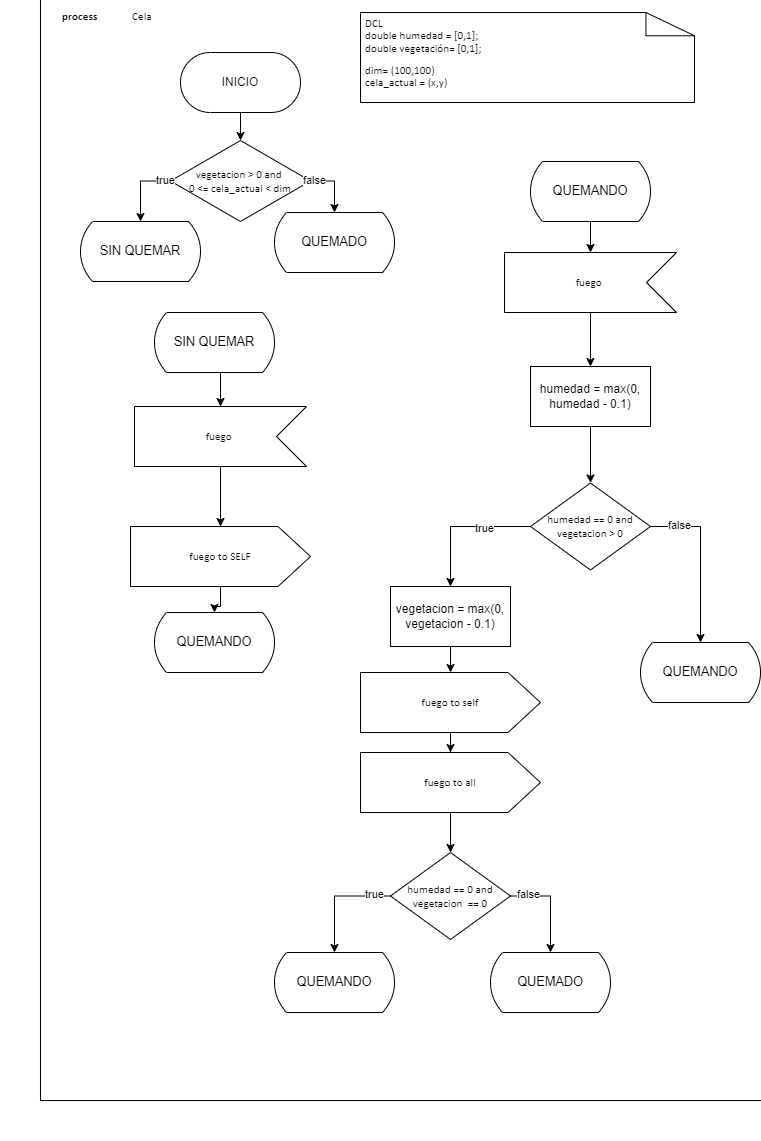 process Cela
DCL
double humedad = [0,1];
double vegetación= [0,1];
dim= (100,100)
cela_actual = (x,y)
INICIO
vegetacion > 0 and
0 <= cela_actual < dim
true
false
SIN QUEMAR
QUEMADO
SIN QUEMAR
fuego
fuego to SELF
QUEMANDO
QUEMANDO
fuego
humedad = max(0,
humedad - 0.1)
humedad == 0 and
vegetacion > 0
true
false
vegetacion = max(0,
vegetacion - 0.1)
QUEMANDO
fuego to self
fuego to all
humedad == 0 and
vegetacion == 0
true
false
QUEMANDO
QUEMADO